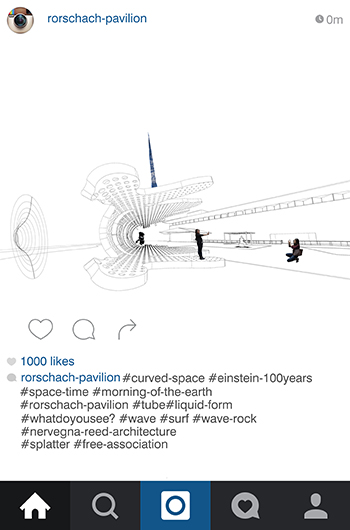 rorschach-pavilion
0m
1000 likes
rorschach-pavilion #curved-space #einstein-100years
#space-time #morning-of-the-earth
#rorschach-pavilion #tube#liquid-form
#whatdoyousee? #wave #surf #wave-rock
#nervegna-reed-architecture
#splatter #free-association